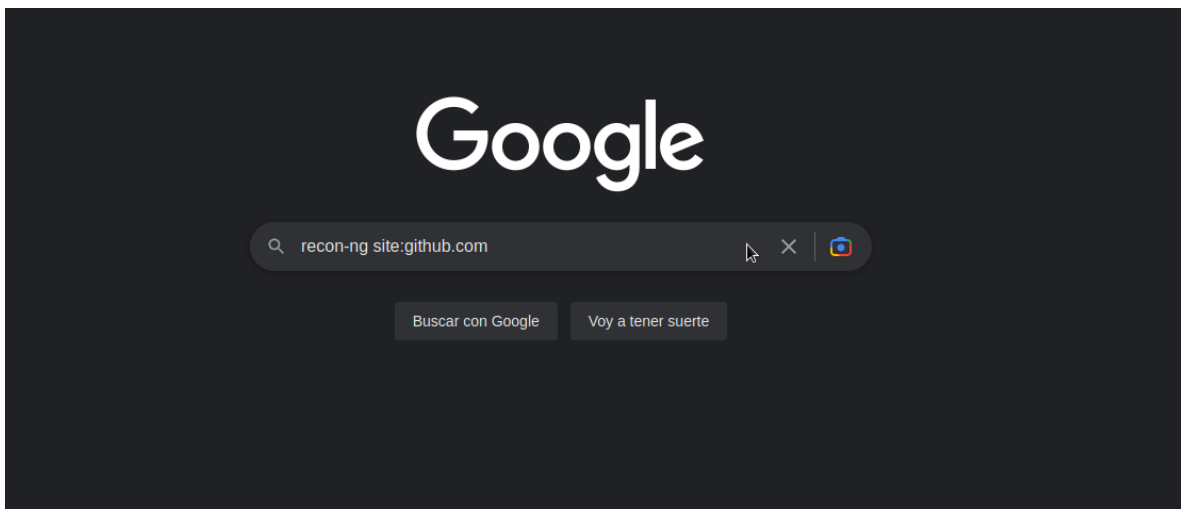 Google
recon-ng site:github.com
Buscar con Google
Voy a tener suerte